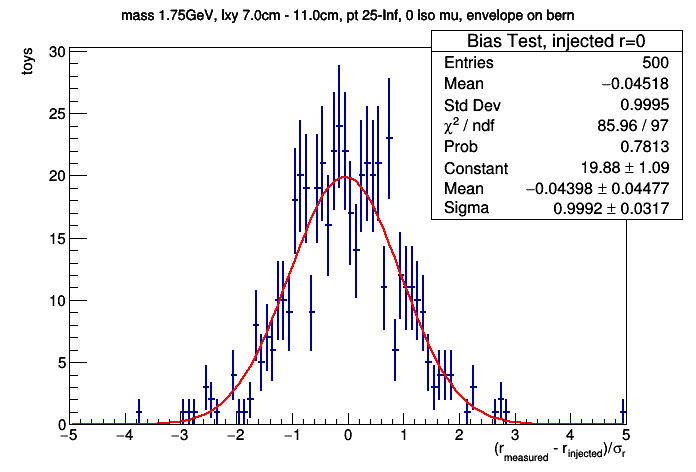 mass 1.75GeV, lxy 7.0cm - 11.0cm, pt 25-Inf, 0 iso mu, envelope on bern
Bias Test, injected r=0
Entries 500
Mean −0.04518
Std Dev 0.9995
χ² / ndf 85.96 / 97
Prob 0.7813
Constant 19.88 ± 1.09
Mean −0.04398 ± 0.04477
Sigma 0.9992 ± 0.0317
toys
30
25
20
15
10
5
0
−5 −4 −3 −2 −1 0 1 2 3 4 5
(r_measured - r_injected)/σ_r